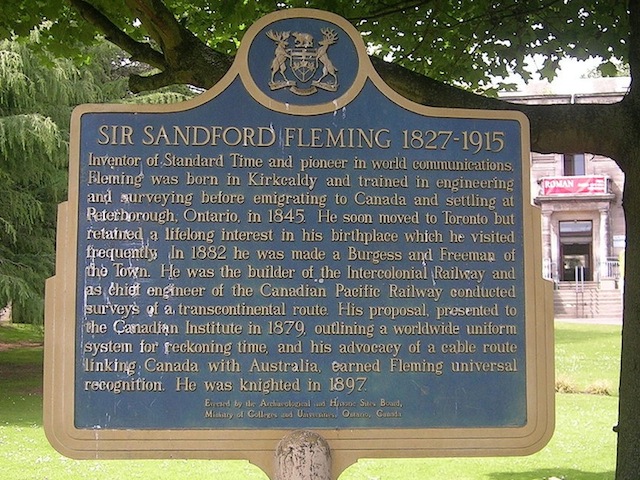 SIR SANDFORD FLEMING 1827-1915
Inventor of Standard Time and pioneer in world communications,
Fleming was born in Kirkcaldy and trained in engineering
and surveying before emigrating to Canada and settling at
Peterborough, Ontario, in 1845. He soon moved to Toronto but
retained a lifelong interest in his birthplace which he visited
frequently. In 1882 he was made a Burgess and Freeman of
the Town. He was the builder of the Intercolonial Railway and
as chief engineer of the Canadian Pacific Railway conducted
surveys of a transcontinental route. His proposal, presented to
the Canadian Institute in 1879, outlining a worldwide uniform
system for reckoning time, and his advocacy of a cable route
linking Canada with Australia, earned Fleming universal
recognition. He was knighted in 1897.
Erected by the Archaeological and Historic Sites Board,
Ministry of Colleges and Universities, Ontario, Canada
ROMAN